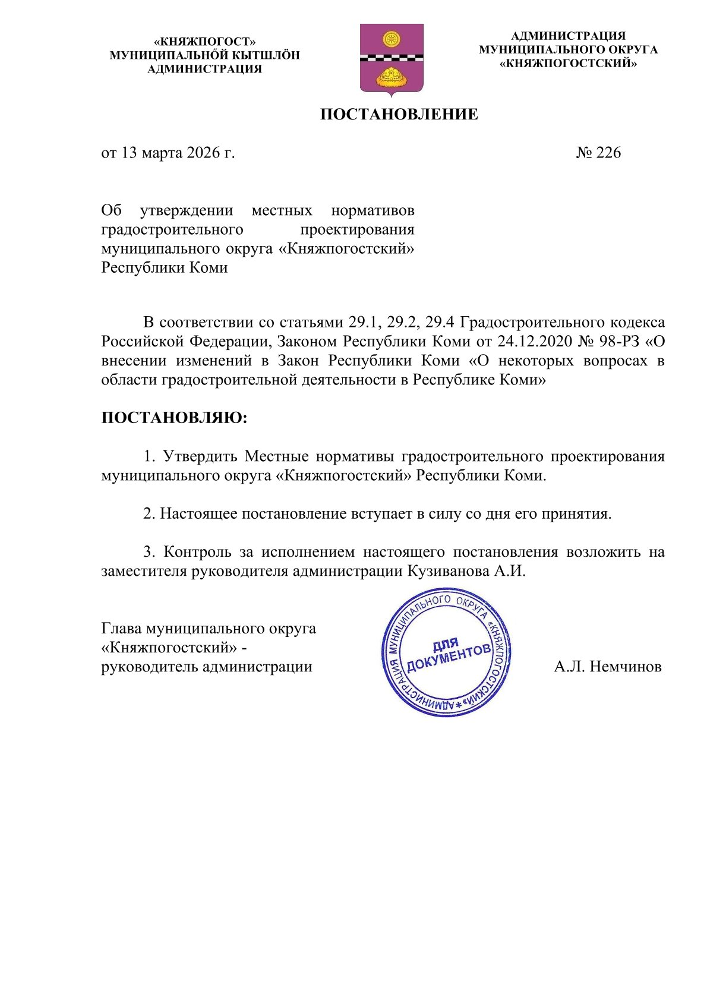 «КНЯЖПОГОСТ»
МУНИЦИПАЛЬНŐЙ КЫТШЛÖН
АДМИНИСТРАЦИЯ
АДМИНИСТРАЦИЯ
МУНИЦИПАЛЬНОГО ОКРУГА
«КНЯЖПОГОСТСКИЙ»
ПОСТАНОВЛЕНИЕ
от 13 марта 2026 г. № 226
Об утверждении местных нормативов
градостроительного проектирования
муниципального округа «Княжпогостский»
Республики Коми
В соответствии со статьями 29.1, 29.2, 29.4 Градостроительного кодекса
Российской Федерации, Законом Республики Коми от 24.12.2020 № 98-РЗ «О
внесении изменений в Закон Республики Коми «О некоторых вопросах в
области градостроительной деятельности в Республике Коми»
ПОСТАНОВЛЯЮ:
1. Утвердить Местные нормативы градостроительного проектирования
муниципального округа «Княжпогостский» Республики Коми.
2. Настоящее постановление вступает в силу со дня его принятия.
3. Контроль за исполнением настоящего постановления возложить на
заместителя руководителя администрации Кузиванова А.И.
Глава муниципального округа
«Княжпогостский» -
руководитель администрации А.Л. Немчинов
АДМИНИСТРАЦИЯ МУНИЦИПАЛЬНОГО ОКРУГА «КНЯЖПОГОСТСКИЙ» *
ДЛЯ
ДОКУМЕНТОВ